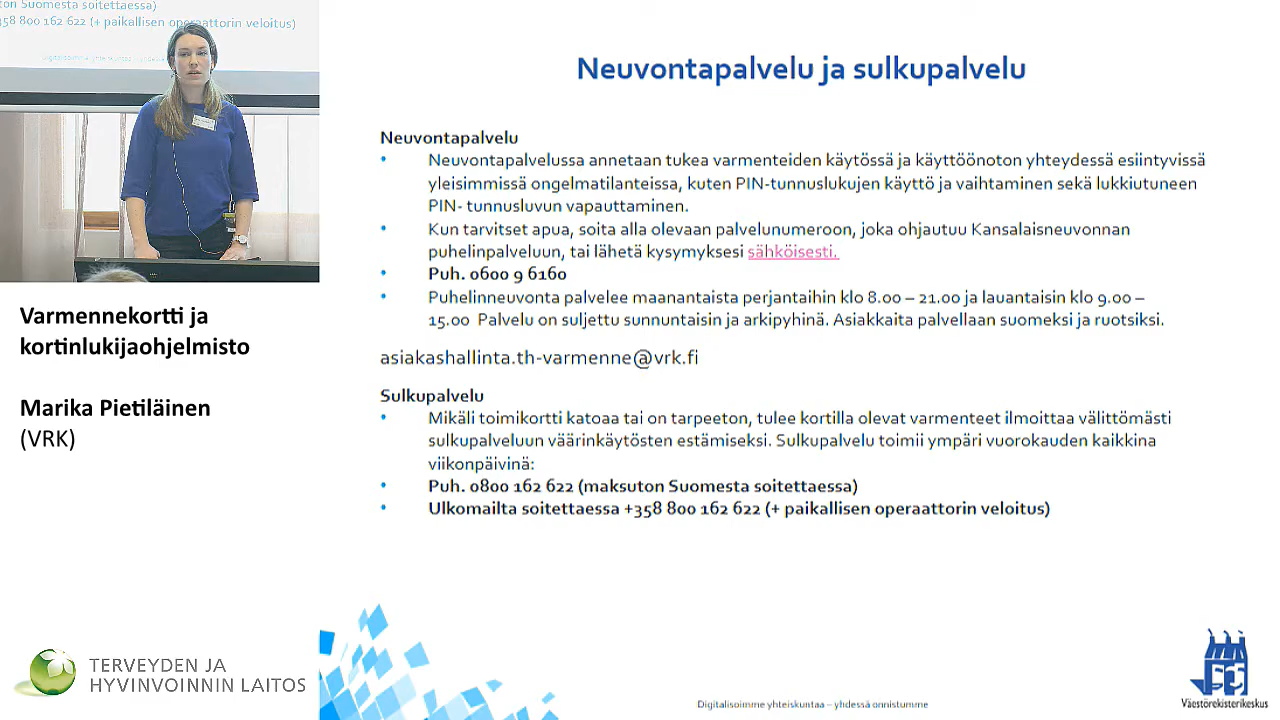 ton Suomesta soitettaessa)
358 800 162 622 (+ paikallisen operaattorin veloitus)
Neuvontapalvelu ja sulkupalvelu
Neuvontapalvelu
• Neuvontapalvelussa annetaan tukea varmenteiden käytössä ja käyttöönoton yhteydessä esiintyvissä
yleisimmissä ongelmatilanteissa, kuten PIN-tunnuslukujen käyttö ja vaihtaminen sekä lukkiutuneen
PIN- tunnusluvun vapauttaminen.
• Kun tarvitset apua, soita alla olevaan palvelunumeroon, joka ohjautuu Kansalaisneuvonnan
puhelinpalveluun, tai lähetä kysymyksesi sähköisesti.
• Puh. 0600 9 6160
• Puhelinneuvonta palvelee maanantaista perjantaihin klo 8.00 – 21.00 ja lauantaisin klo 9.00 –
15.00 Palvelu on suljettu sunnuntaisin ja arkipyhinä. Asiakkaita palvellaan suomeksi ja ruotsiksi.
asiakashallinta.th-varmenne@vrk.fi
Sulkupalvelu
• Mikäli toimikortti katoaa tai on tarpeeton, tulee kortilla olevat varmenteet ilmoittaa välittömästi
sulkupalveluun väärinkäytösten estämiseksi. Sulkupalvelu toimii ympäri vuorokauden kaikkina
viikonpäivinä:
• Puh. 0800 162 622 (maksuton Suomesta soitettaessa)
• Ulkomailta soitettaessa +358 800 162 622 (+ paikallisen operaattorin veloitus)
Varmennekortti ja
kortinlukijaohjelmisto
Marika Pietiläinen
(VRK)
TERVEYDEN JA
HYVINVOINNIN LAITOS
Digitalisoimme yhteiskuntaa – yhdessä onnistumme
Väestörekisterikeskus